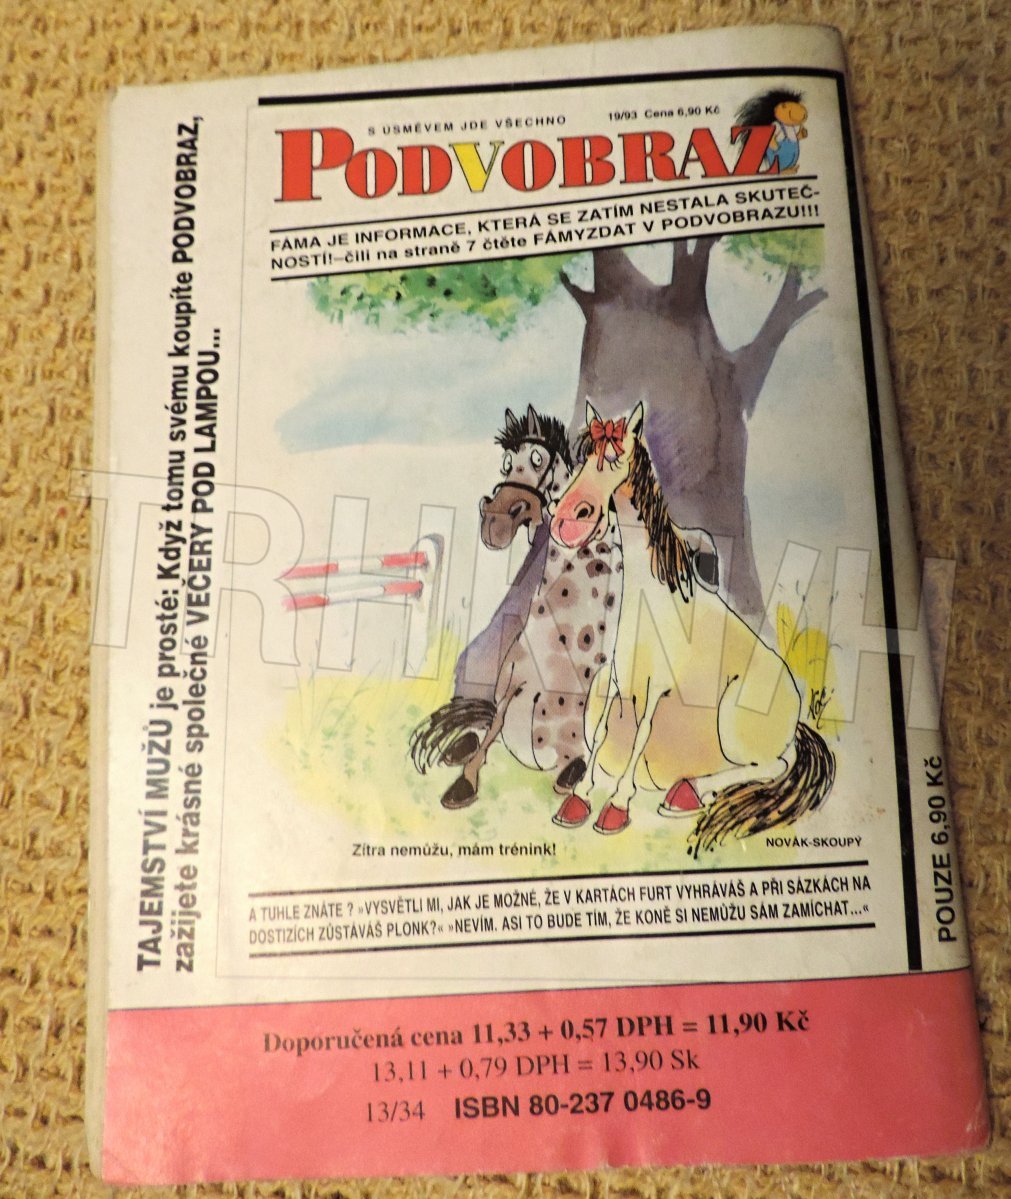 TAJEMSTVÍ MUŽŮ je prosté: Když tomu svému koupíte PODVOBRAZ,
zažijete krásné společné VEČERY POD LAMPOU...
S ÚSMĚVEM JDE VŠECHNO
19/93 Cena 6,90 Kč
PODVOBRAZ
FÁMA JE INFORMACE, KTERÁ SE ZATÍM NESTALA SKUTEČ-
NOSTÍ!–čili na straně 7 čtěte FÁMYZDAT V PODVOBRAZU!!!
Zítra nemůžu, mám trénink!
NOVÁK-SKOUPÝ
A TUHLE ZNÁTE ? »VYSVĚTLI MI, JAK JE MOŽNÉ, ŽE V KARTÁCH FURT VYHRÁVÁŠ A PŘI SÁZKÁCH NA
DOSTIZÍCH ZŮSTÁVÁŠ PLONK?« »NEVÍM. ASI TO BUDE TÍM, ŽE KONĚ SI NEMŮŽU SÁM ZAMÍCHAT...«
POUZE 6,90 Kč
Doporučená cena 11,33 + 0,57 DPH = 11,90 Kč
13,11 + 0,79 DPH = 13,90 Sk
13/34 ISBN 80-237 0486-9
TRHKNIH